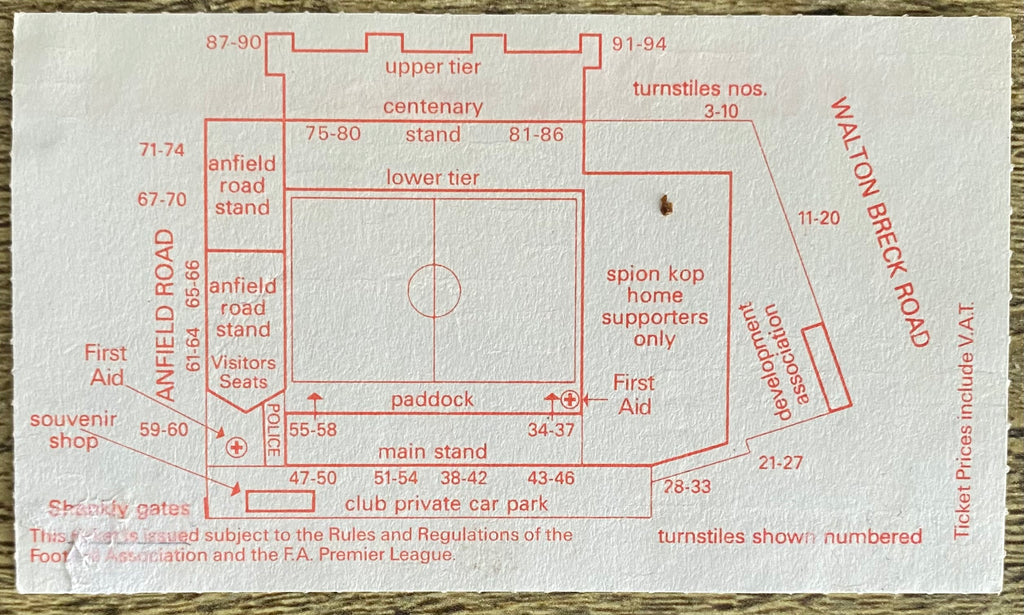 87-90
91-94
upper tier
turnstiles nos.
3-10
centenary
stand
75-80
81-86
lower tier
WALTON BRECK ROAD
11-20
71-74
67-70
anfield
road
stand
ANFIELD ROAD
65-66
61-64
anfield
road
stand
Visitors
Seats
spion kop
home
supporters
only
development
association
First
Aid
souvenir
shop
59-60
POLICE
paddock
First
Aid
55-58
34-37
main stand
47-50
51-54
38-42
43-46
21-27
28-33
club private car park
Shankly gates
This ticket is issued subject to the Rules and Regulations of the
Association and the F.A. Premier League.
turnstiles shown numbered
Ticket Prices include V.A.T.